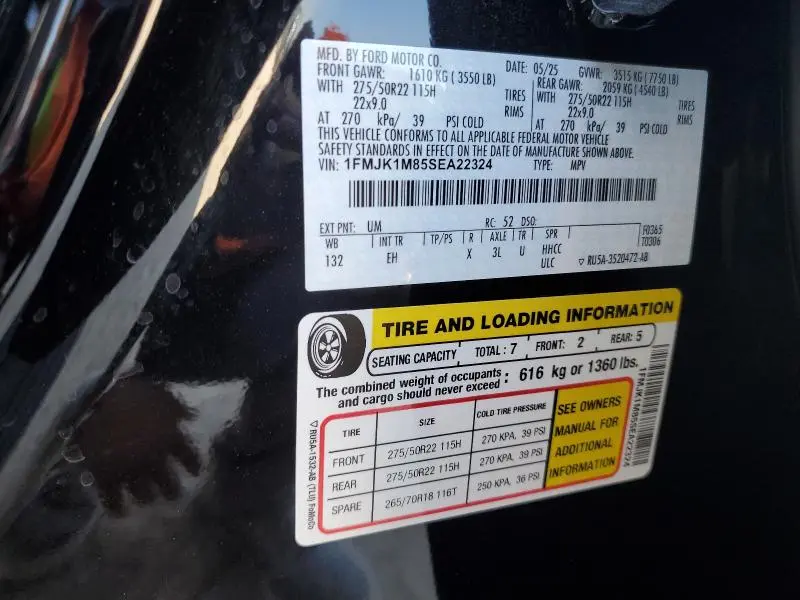 MFD. BY FORD MOTOR CO. DATE: 05/25 GVWR: 3515 KG ( 7750 LB)
FRONT GAWR: 1610 KG ( 3550 LB) REAR GAWR: 2059 KG ( 4540 LB)
WITH 275/50R22 115H TIRES WITH 275/50R22 115H TIRES
22x9.0 RIMS 22x9.0 RIMS
AT 270 kPa/ 39 PSI COLD AT 270 kPa/ 39 PSI COLD
THIS VEHICLE CONFORMS TO ALL APPLICABLE FEDERAL MOTOR VEHICLE
SAFETY STANDARDS IN EFFECT ON THE DATE OF MANUFACTURE SHOWN ABOVE.
VIN: 1FMJK1M85SEA22324 TYPE: MPV
EXT PNT: UM RC: 52 DSO:
WB INT TR TP/PS R AXLE TR SPR F0365
132 EH X 3L U HHCC T0306
ULC ▽ RU5A-3520472-AB
TIRE AND LOADING INFORMATION
SEATING CAPACITY TOTAL : 7 FRONT: 2 REAR: 5
The combined weight of occupants : 616 kg or 1360 lbs.
and cargo should never exceed
TIRE SIZE COLD TIRE PRESSURE
FRONT 275/50R22 115H 270 KPA, 39 PSI
REAR 275/50R22 115H 270 KPA, 39 PSI
SPARE 265/70R18 116T 250 KPA, 36 PSI
SEE OWNERS
MANUAL FOR
ADDITIONAL
INFORMATION
1FMJK1M85SEA22324
▽ RU5A-1532-AB (TLU) FoMoCo